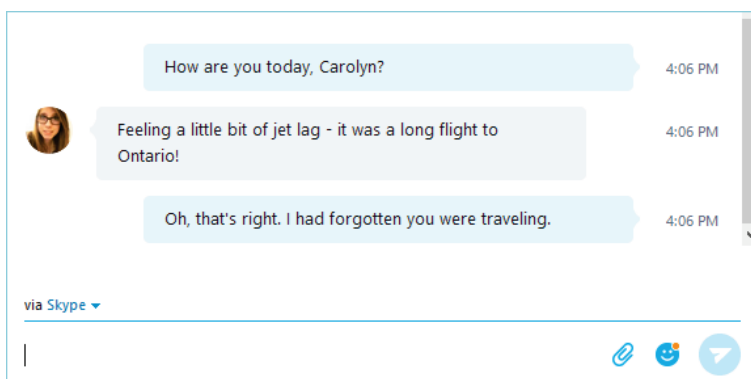 How are you today, Carolyn?
4:06 PM
Feeling a little bit of jet lag - it was a long flight to
Ontario!
4:06 PM
Oh, that's right. I had forgotten you were traveling.
4:06 PM
via Skype